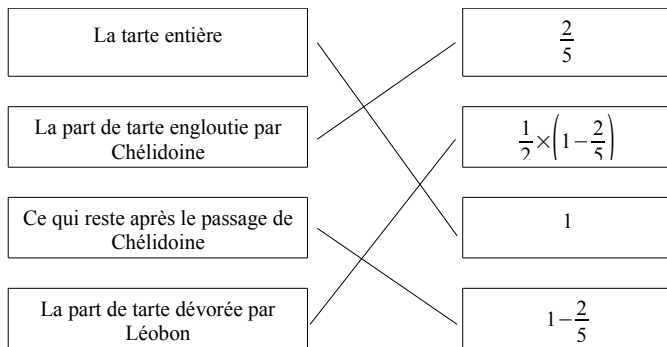 La tarte entière
2/5
La part de tarte engloutie par
Chélidoine
1/2×(1−2/5)
Ce qui reste après le passage de
Chélidoine
1
La part de tarte dévorée par
Léobon
1−2/5